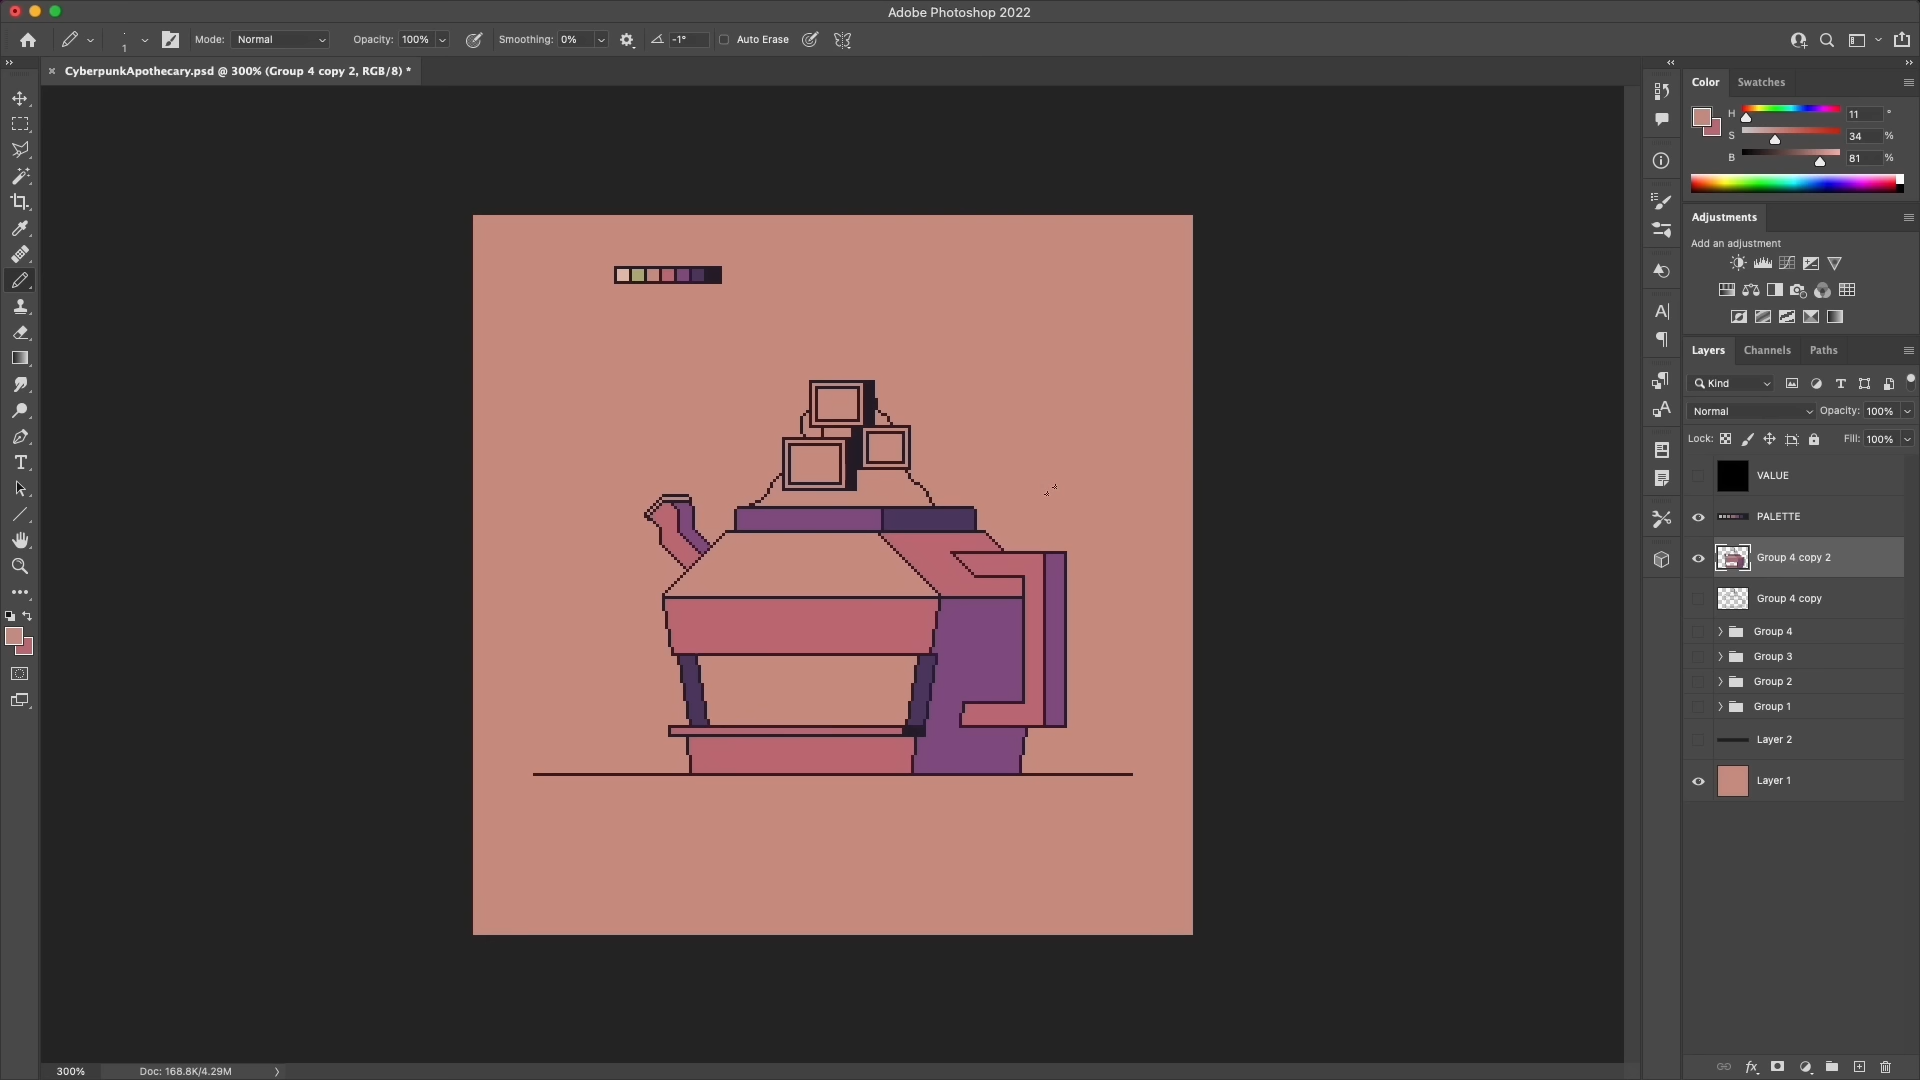 Adobe Photoshop 2022
1
Mode: Normal
Opacity: 100%
Smoothing: 0%
-1°
Auto Erase
CyberpunkApothecary.psd @ 300% (Group 4 copy 2, RGB/8) *
Color
Swatches
H 11 °
S 34 %
B 81 %
Adjustments
Add an adjustment
Layers
Channels
Paths
Kind
Normal
Opacity: 100%
Lock:
Fill: 100%
VALUE
PALETTE
Group 4 copy 2
Group 4 copy
Group 4
Group 3
Group 2
Group 1
Layer 2
Layer 1
300%
Doc: 168.8K/4.29M